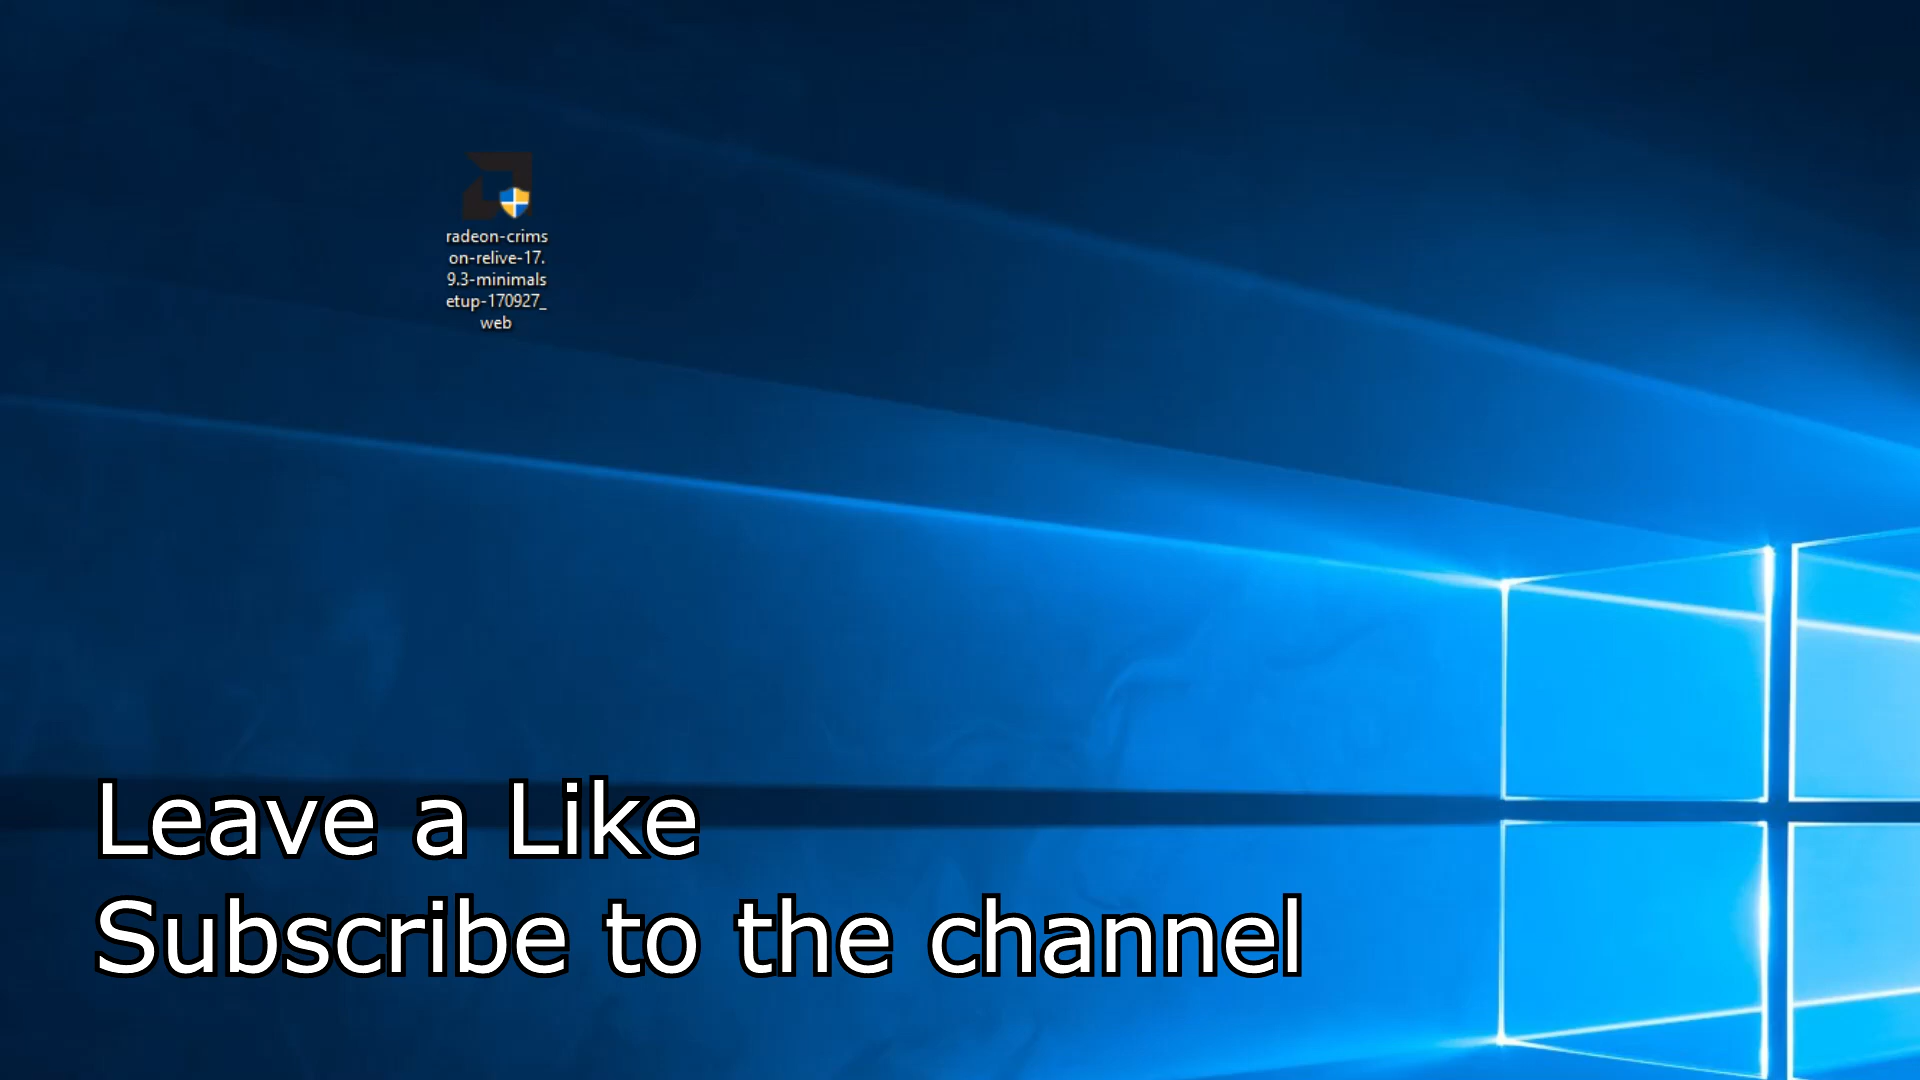 radeon-crims
on-relive-17.
9.3-minimals
etup-170927_
web
Leave a Like
Subscribe to the channel